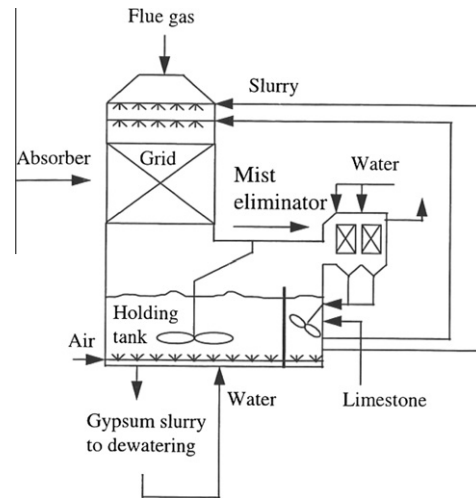 Flue gas
Slurry
Absorber
Grid
Water
Mist
eliminator
Holding
tank
Air
Water
Limestone
Gypsum slurry
to dewatering